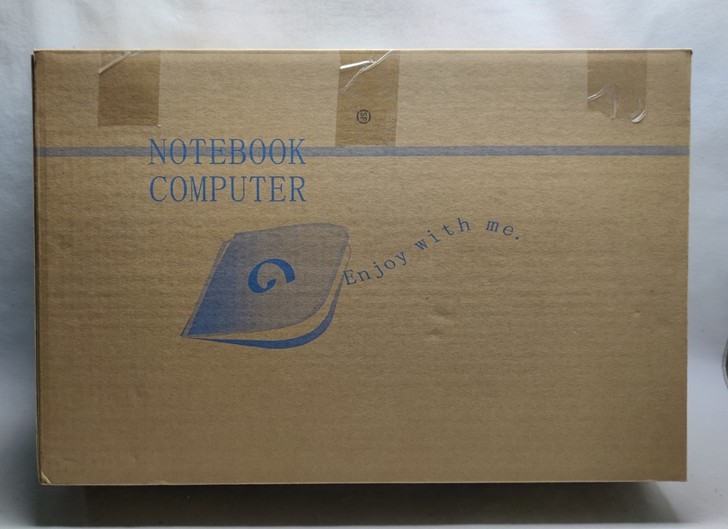 NOTEBOOK
COMPUTER
Enjoy with me.